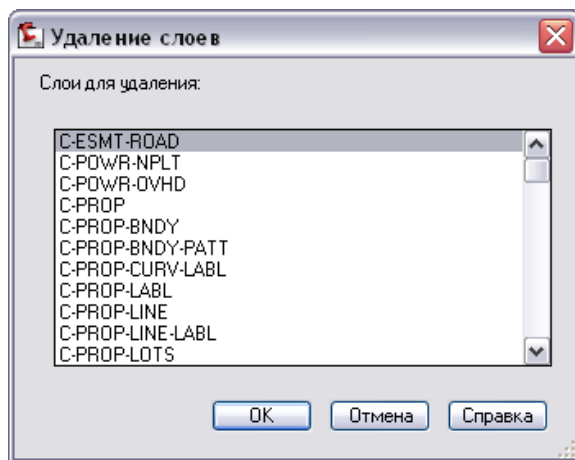 Удаление слоев
Слои для удаления:
C-ESMT-ROAD
C-POWR-NPLT
C-POWR-OVHD
C-PROP
C-PROP-BNDY
C-PROP-BNDY-PATT
C-PROP-CURV-LABL
C-PROP-LABL
C-PROP-LINE
C-PROP-LINE-LABL
C-PROP-LOTS
OK
Отмена
Справка